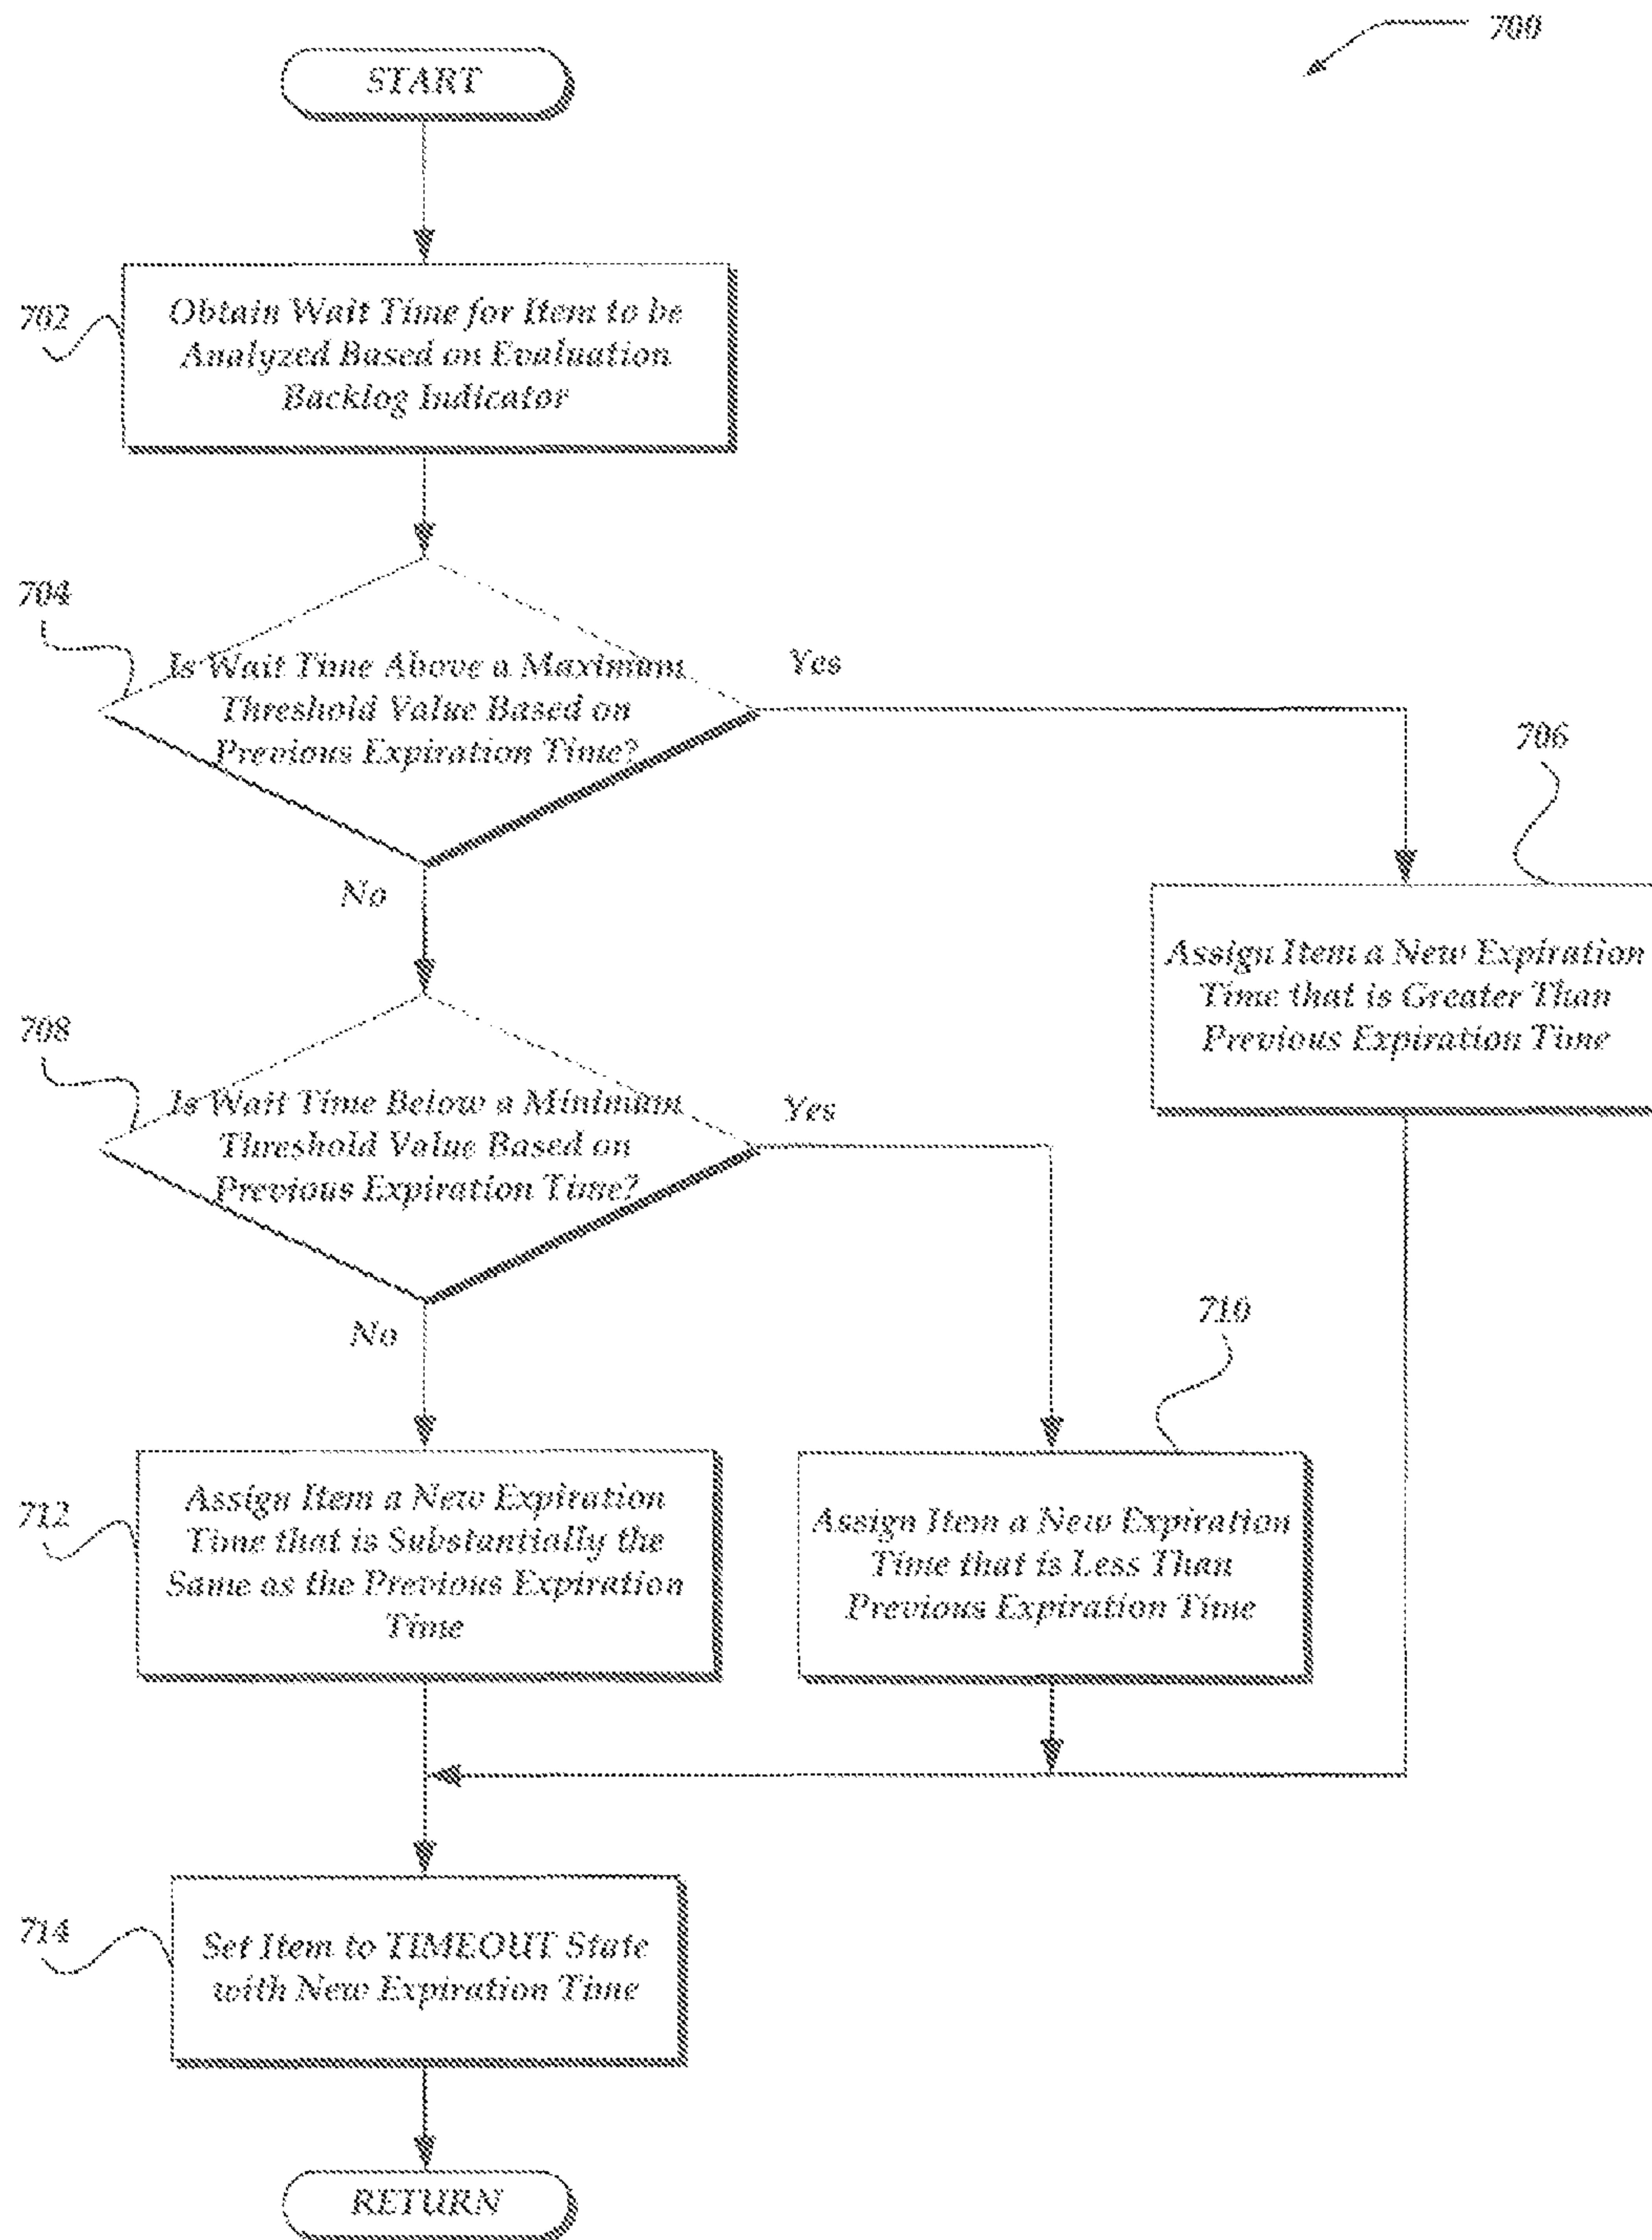 700
START
702
Obtain Wait Time for Item to be
Analyzed Based on Evaluation
Backlog Indicator
704
Is Wait Time Above a Maximum
Threshold Value Based on
Previous Expiration Time?
Yes
No
706
Assign Item a New Expiration
Time that is Greater Than
Previous Expiration Time
708
Is Wait Time Below a Minimum
Threshold Value Based on
Previous Expiration Time?
Yes
No
710
Assign Item a New Expiration
Time that is Less Than
Previous Expiration Time
712
Assign Item a New Expiration
Time that is Substantially the
Same as the Previous Expiration
Time
714
Set Item to TIMEOUT State
with New Expiration Time
RETURN